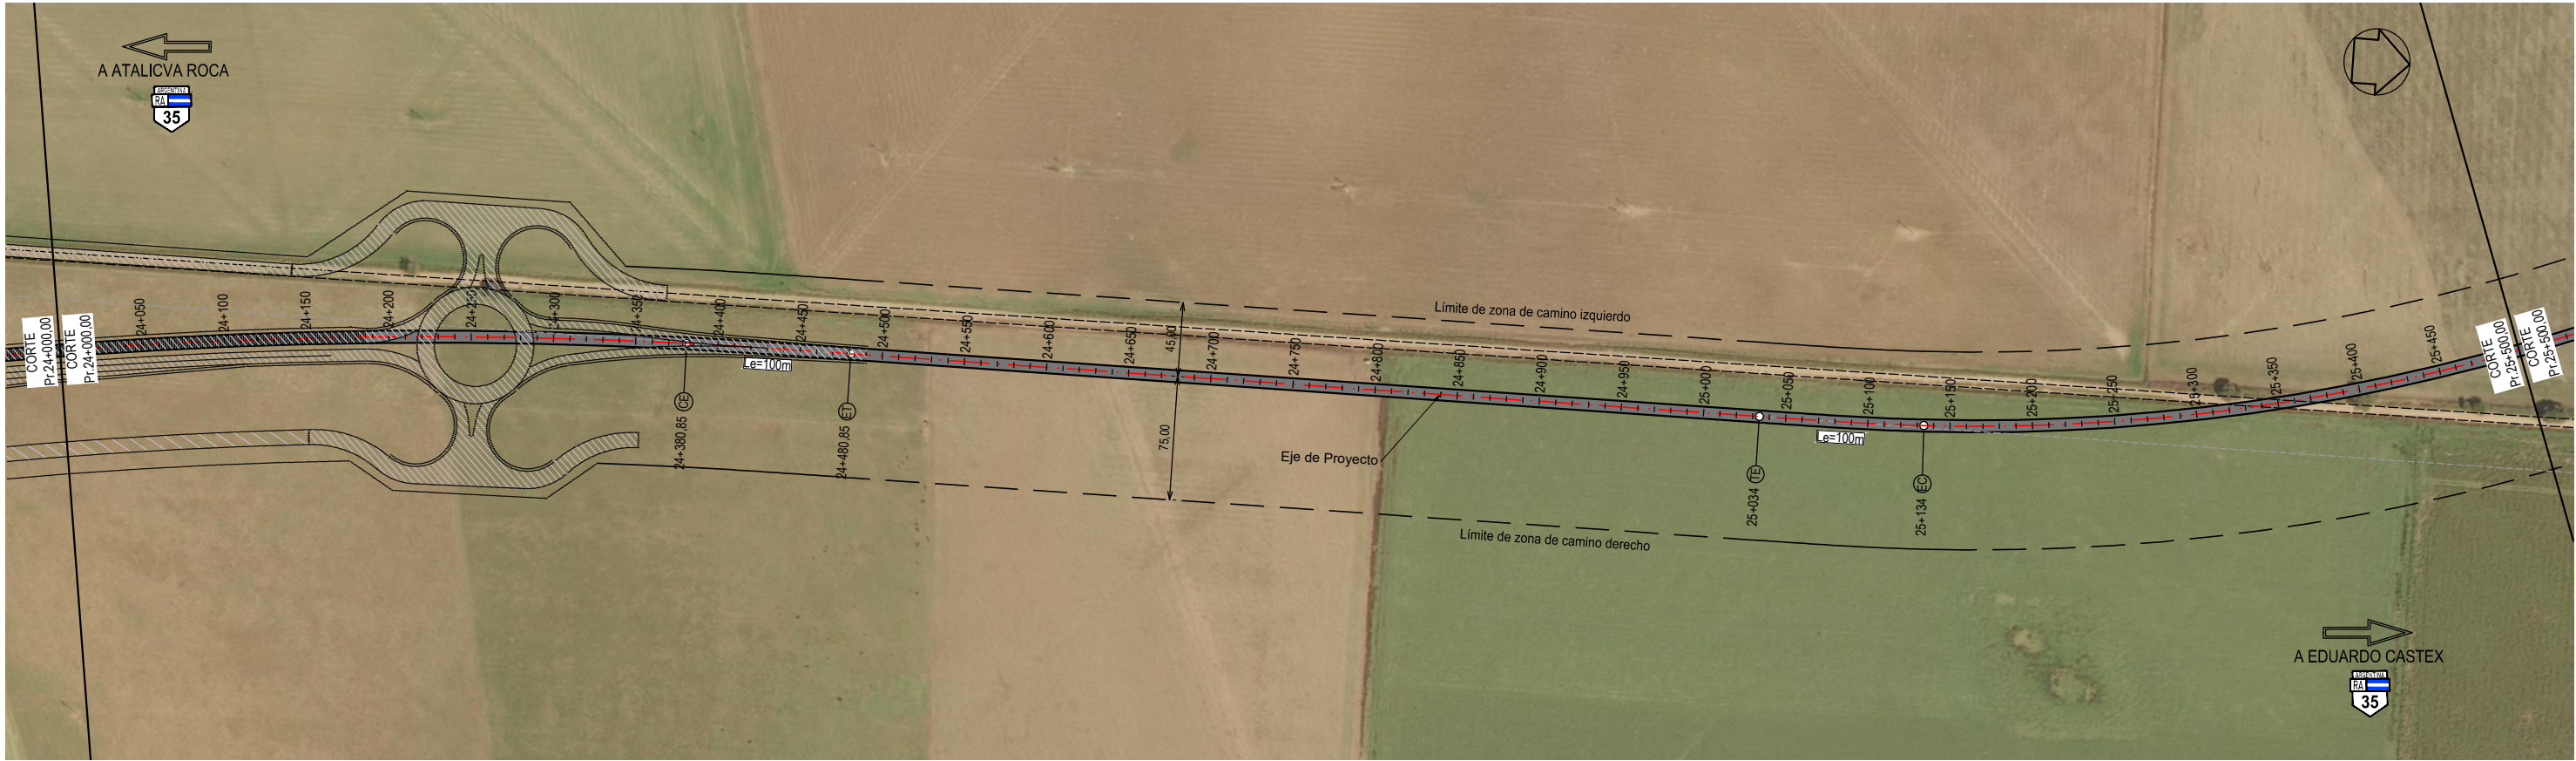 A ATALICVA ROCA
ARGENTINA
RA
35
CORTE
Pr.24+000,00
CORTE
Pr.24+000,00
24+050
24+100
24+150
24+200
24+250
24+300
24+350
24+400
24+450
24+500
24+550
24+600
24+650
24+700
24+750
24+800
24+850
24+900
24+950
25+000
25+050
25+100
25+150
25+200
25+250
25+300
25+350
25+400
25+450
CORTE
Pr.25+500,00
CORTE
Pr.25+500,00
45,00
75,00
Límite de zona de camino izquierdo
Le=100m
24+380,85 CE
24+480,85 ET
Eje de Proyecto
Le=100m
25+034 TE
25+134 EC
Límite de zona de camino derecho
A EDUARDO CASTEX
ARGENTINA
RA
35